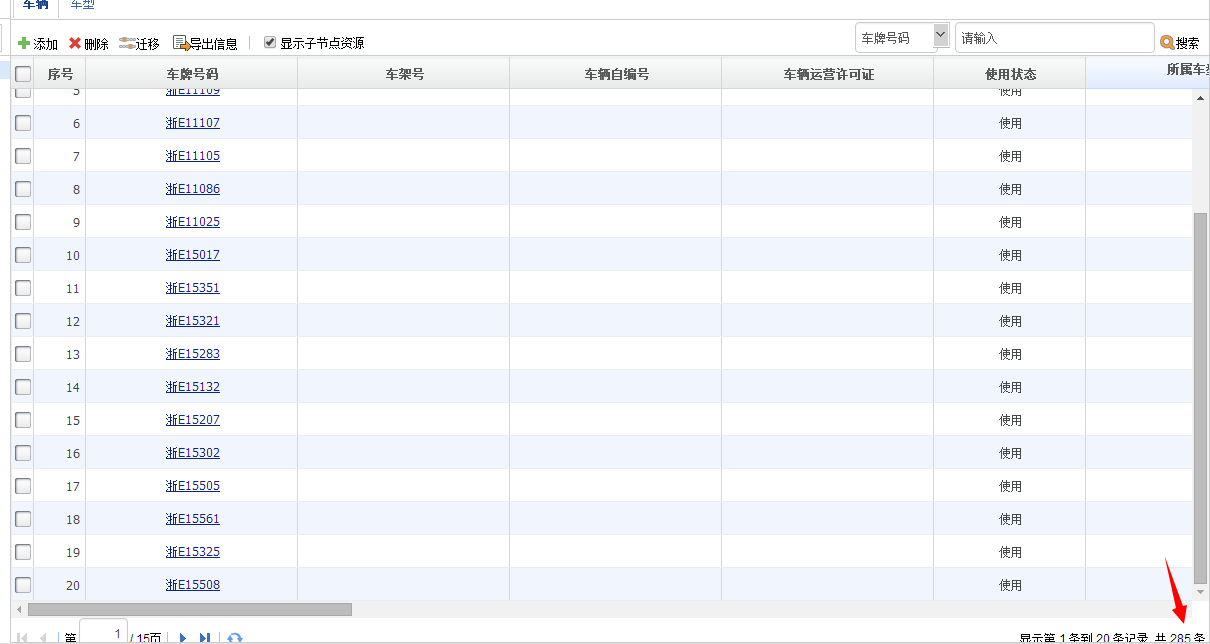 车辆 车型
添加 删除 迁移 导出信息 显示子节点资源 车牌号码 请输入 搜索
序号 车牌号码 车架号 车辆自编号 车辆运营许可证 使用状态 所属车型
5 浙E11109 使用
6 浙E11107 使用
7 浙E11105 使用
8 浙E11086 使用
9 浙E11025 使用
10 浙E15017 使用
11 浙E15351 使用
12 浙E15321 使用
13 浙E15283 使用
14 浙E15132 使用
15 浙E15207 使用
16 浙E15302 使用
17 浙E15505 使用
18 浙E15561 使用
19 浙E15325 使用
20 浙E15508 使用
第 1 / 15页 显示第 1 条到 20 条记录 共 285 条